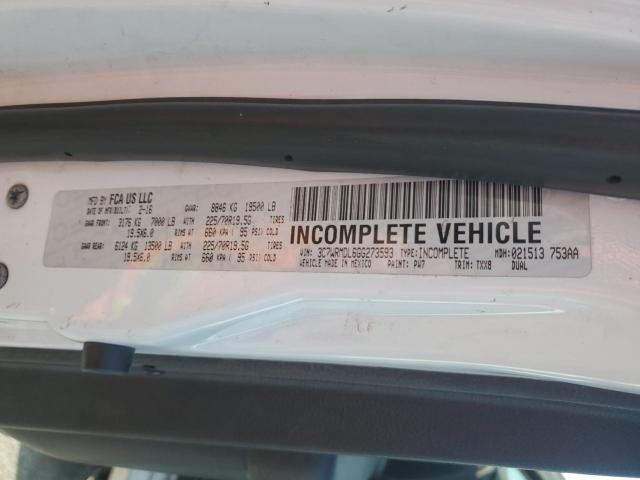 MFD BY FCA US LLC
DATE OF MFR/BUILT: 2-16 GVWR: 8846 KG 19500 LB
GAWR FRONT: 3176 KG 7000 LB WITH 225/70R19.5G TIRES
19.5X6.0 RIMS AT 660 KPA ( 95 PSI) COLD
GAWR REAR: 6124 KG 13500 LB WITH 225/70R19.5G TIRES
19.5X6.0 RIMS AT 660 KPA ( 95 PSI) COLD
INCOMPLETE VEHICLE
VIN: 3C7WRMDL6GG273593 TYPE: INCOMPLETE MDH: 021513 753AA
VEHICLE MADE IN MEXICO PAINT: PW7 TRIM: TXX8 DUAL